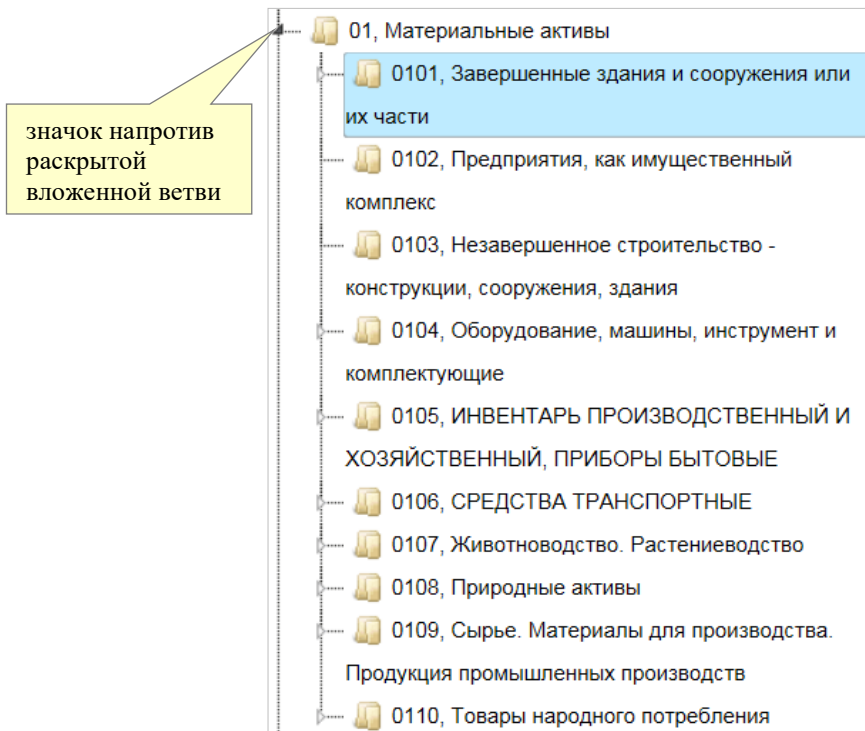 01, Материальные активы
0101, Завершенные здания и сооружения или
их части
значок напротив
раскрытой
вложенной ветви
0102, Предприятия, как имущественный
комплекс
0103, Незавершенное строительство -
конструкции, сооружения, здания
0104, Оборудование, машины, инструмент и
комплектующие
0105, ИНВЕНТАРЬ ПРОИЗВОДСТВЕННЫЙ И
ХОЗЯЙСТВЕННЫЙ, ПРИБОРЫ БЫТОВЫЕ
0106, СРЕДСТВА ТРАНСПОРТНЫЕ
0107, Животноводство. Растениеводство
0108, Природные активы
0109, Сырье. Материалы для производства.
Продукция промышленных производств
0110, Товары народного потребления